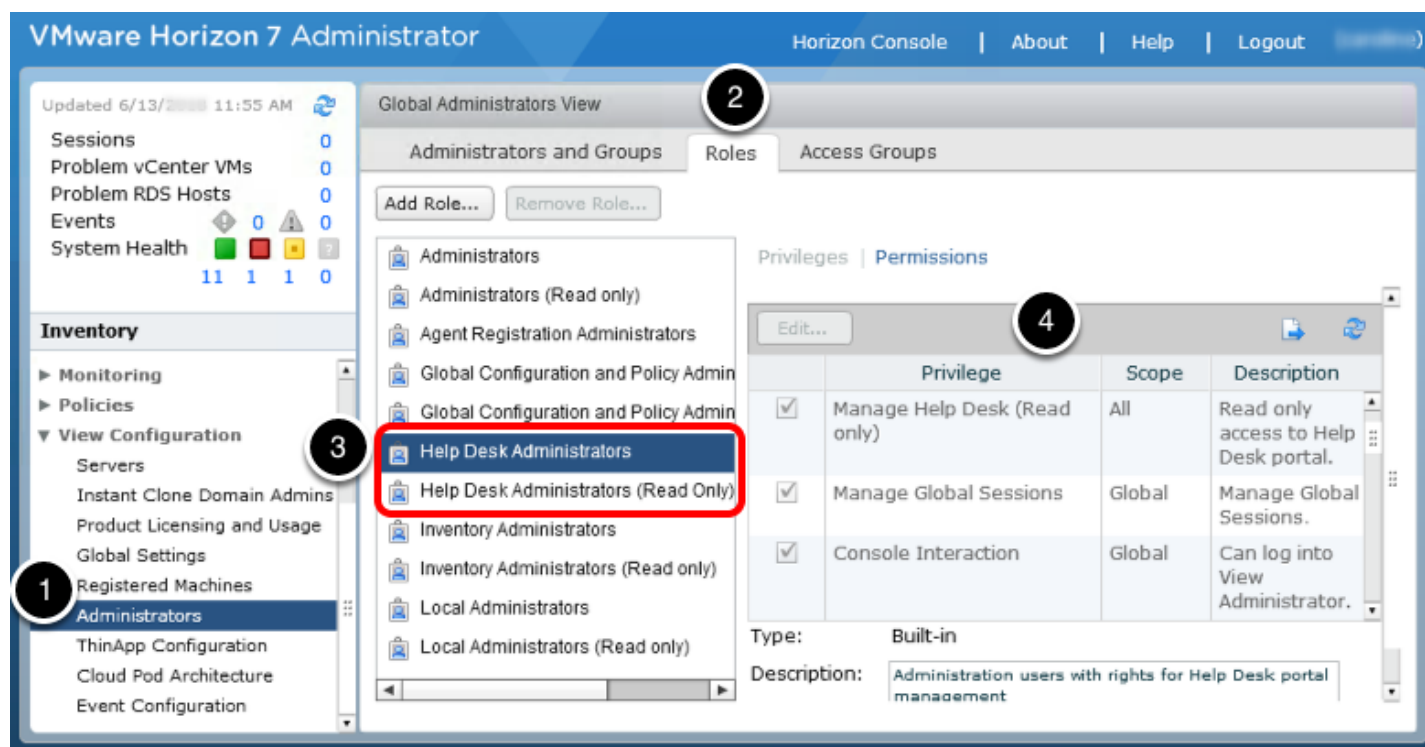 VMware Horizon 7 Administrator
Horizon Console | About | Help | Logout
Updated 6/13/ 11:55 AM
Sessions 0
Problem vCenter VMs 0
Problem RDS Hosts 0
Events 0 0
System Health ?
11 1 1 0
Inventory
Monitoring
Policies
View Configuration
Servers
Instant Clone Domain Admins
Product Licensing and Usage
Global Settings
1
Registered Machines
Administrators
ThinApp Configuration
Cloud Pod Architecture
Event Configuration
Global Administrators View
2
Administrators and Groups
Roles
Access Groups
Add Role...
Remove Role...
Administrators
Administrators (Read only)
Agent Registration Administrators
Global Configuration and Policy Admin
Global Configuration and Policy Admin
3
Help Desk Administrators
Help Desk Administrators (Read Only)
Inventory Administrators
Inventory Administrators (Read only)
Local Administrators
Local Administrators (Read only)
Privileges | Permissions
4
Edit...
Privilege Scope Description
Manage Help Desk (Read
only)
All
Read only
access to Help
Desk portal.
Manage Global Sessions
Global
Manage Global
Sessions.
Console Interaction
Global
Can log into
View
Administrator.
Type: Built-in
Description: Administration users with rights for Help Desk portal
management